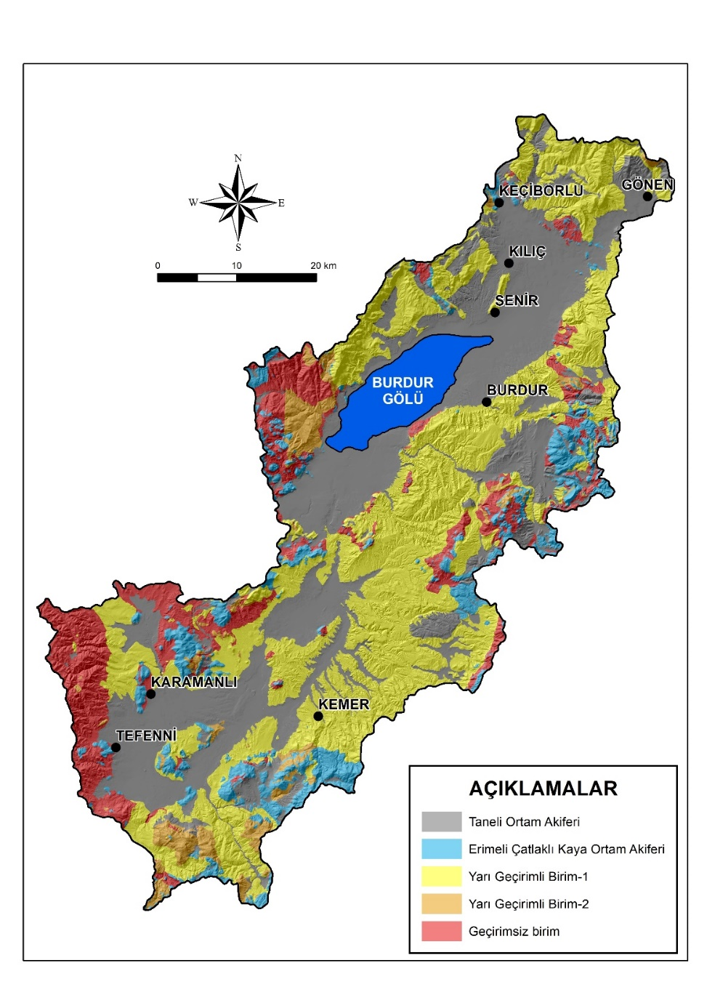 N
W E
S
0 10 20 km
GÖNEN
KEÇİBORLU
KILIÇ
SENİR
BURDUR
GÖLÜ
BURDUR
KARAMANLI
KEMER
TEFENNİ
AÇIKLAMALAR
Taneli Ortam Akiferi
Erimeli Çatlaklı Kaya Ortam Akiferi
Yarı Geçirimli Birim-1
Yarı Geçirimli Birim-2
Geçirimsiz birim